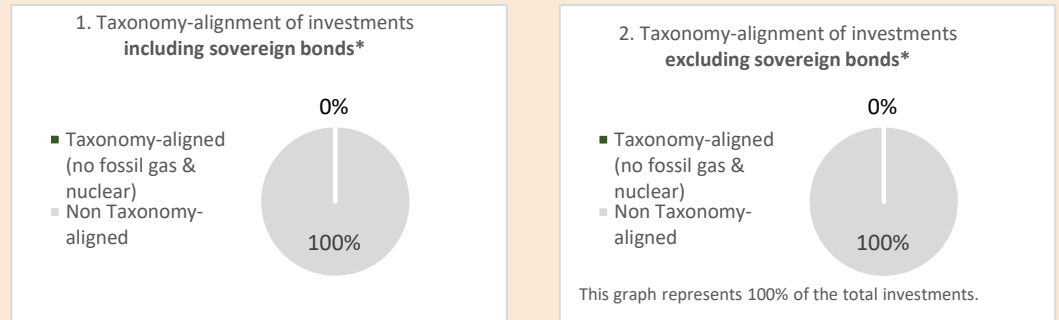 1. Taxonomy-alignment of investments
including sovereign bonds*
0%
Taxonomy-aligned
(no fossil gas &
nuclear)
Non Taxonomy-
aligned
100%
2. Taxonomy-alignment of investments
excluding sovereign bonds*
0%
Taxonomy-aligned
(no fossil gas &
nuclear)
Non Taxonomy-
aligned
100%
This graph represents 100% of the total investments.